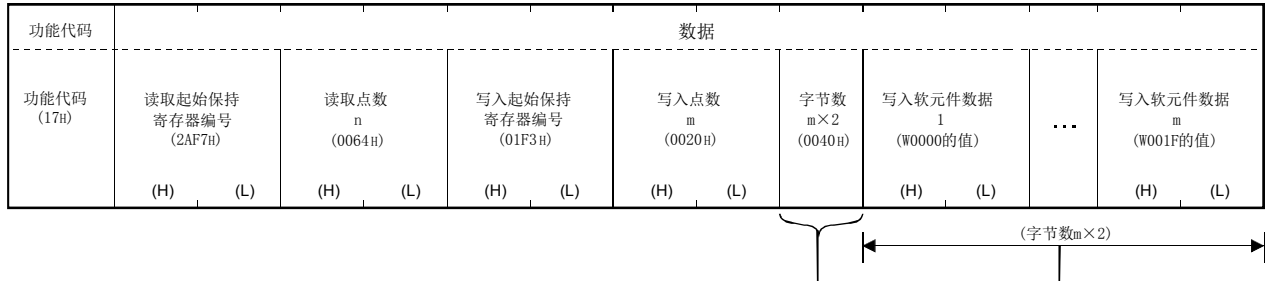 功能代码
数据
功能代码
(17H)
读取起始保持
寄存器编号
(2AF7H)
(H) (L)
读取点数
n
(0064H)
(H) (L)
写入起始保持
寄存器编号
(01F3H)
(H) (L)
写入点数
m
(0020H)
(H) (L)
字节数
m×2
(0040H)
写入软元件数据
1
(W0000的值)
(H) (L)
...
写入软元件数据
m
(W001F的值)
(H) (L)
(字节数m×2)